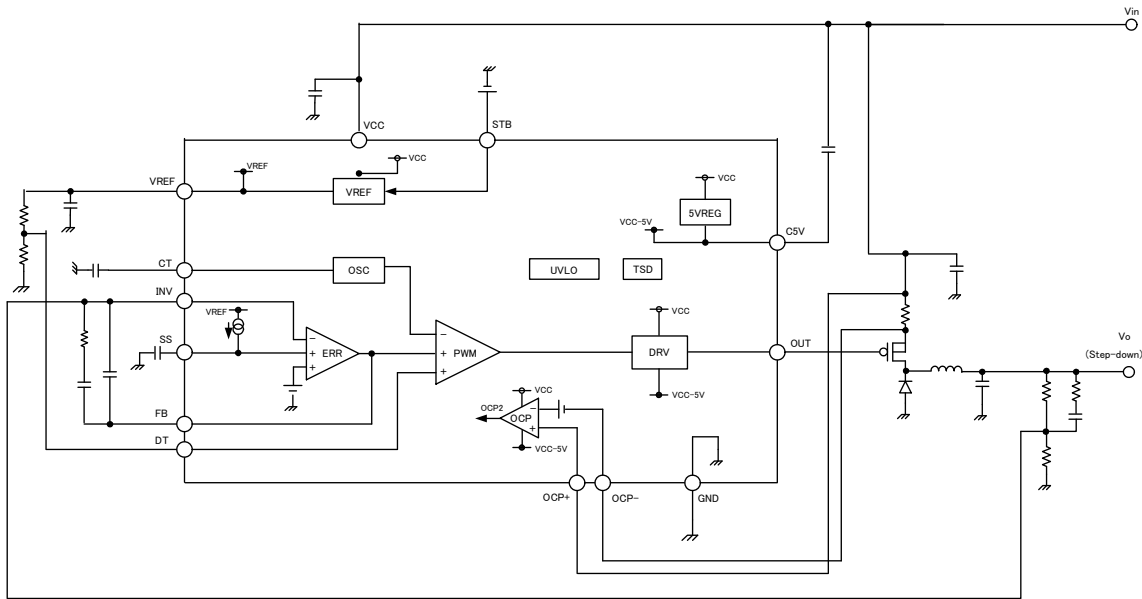 Vin
VCC
STB
VREF
VREF
VCC
VREF
VCC
5VREG
VCC-5V
C5V
CT
OSC
UVLO
TSD
INV
VREF
VCC
SS
ERR
PWM
DRV
OUT
Vo
(Step-down)
VCC
VCC-5V
OCP2
OCP
FB
DT
VCC-5V
OCP+
OCP-
GND
−
+
+
−
+
+
−
+